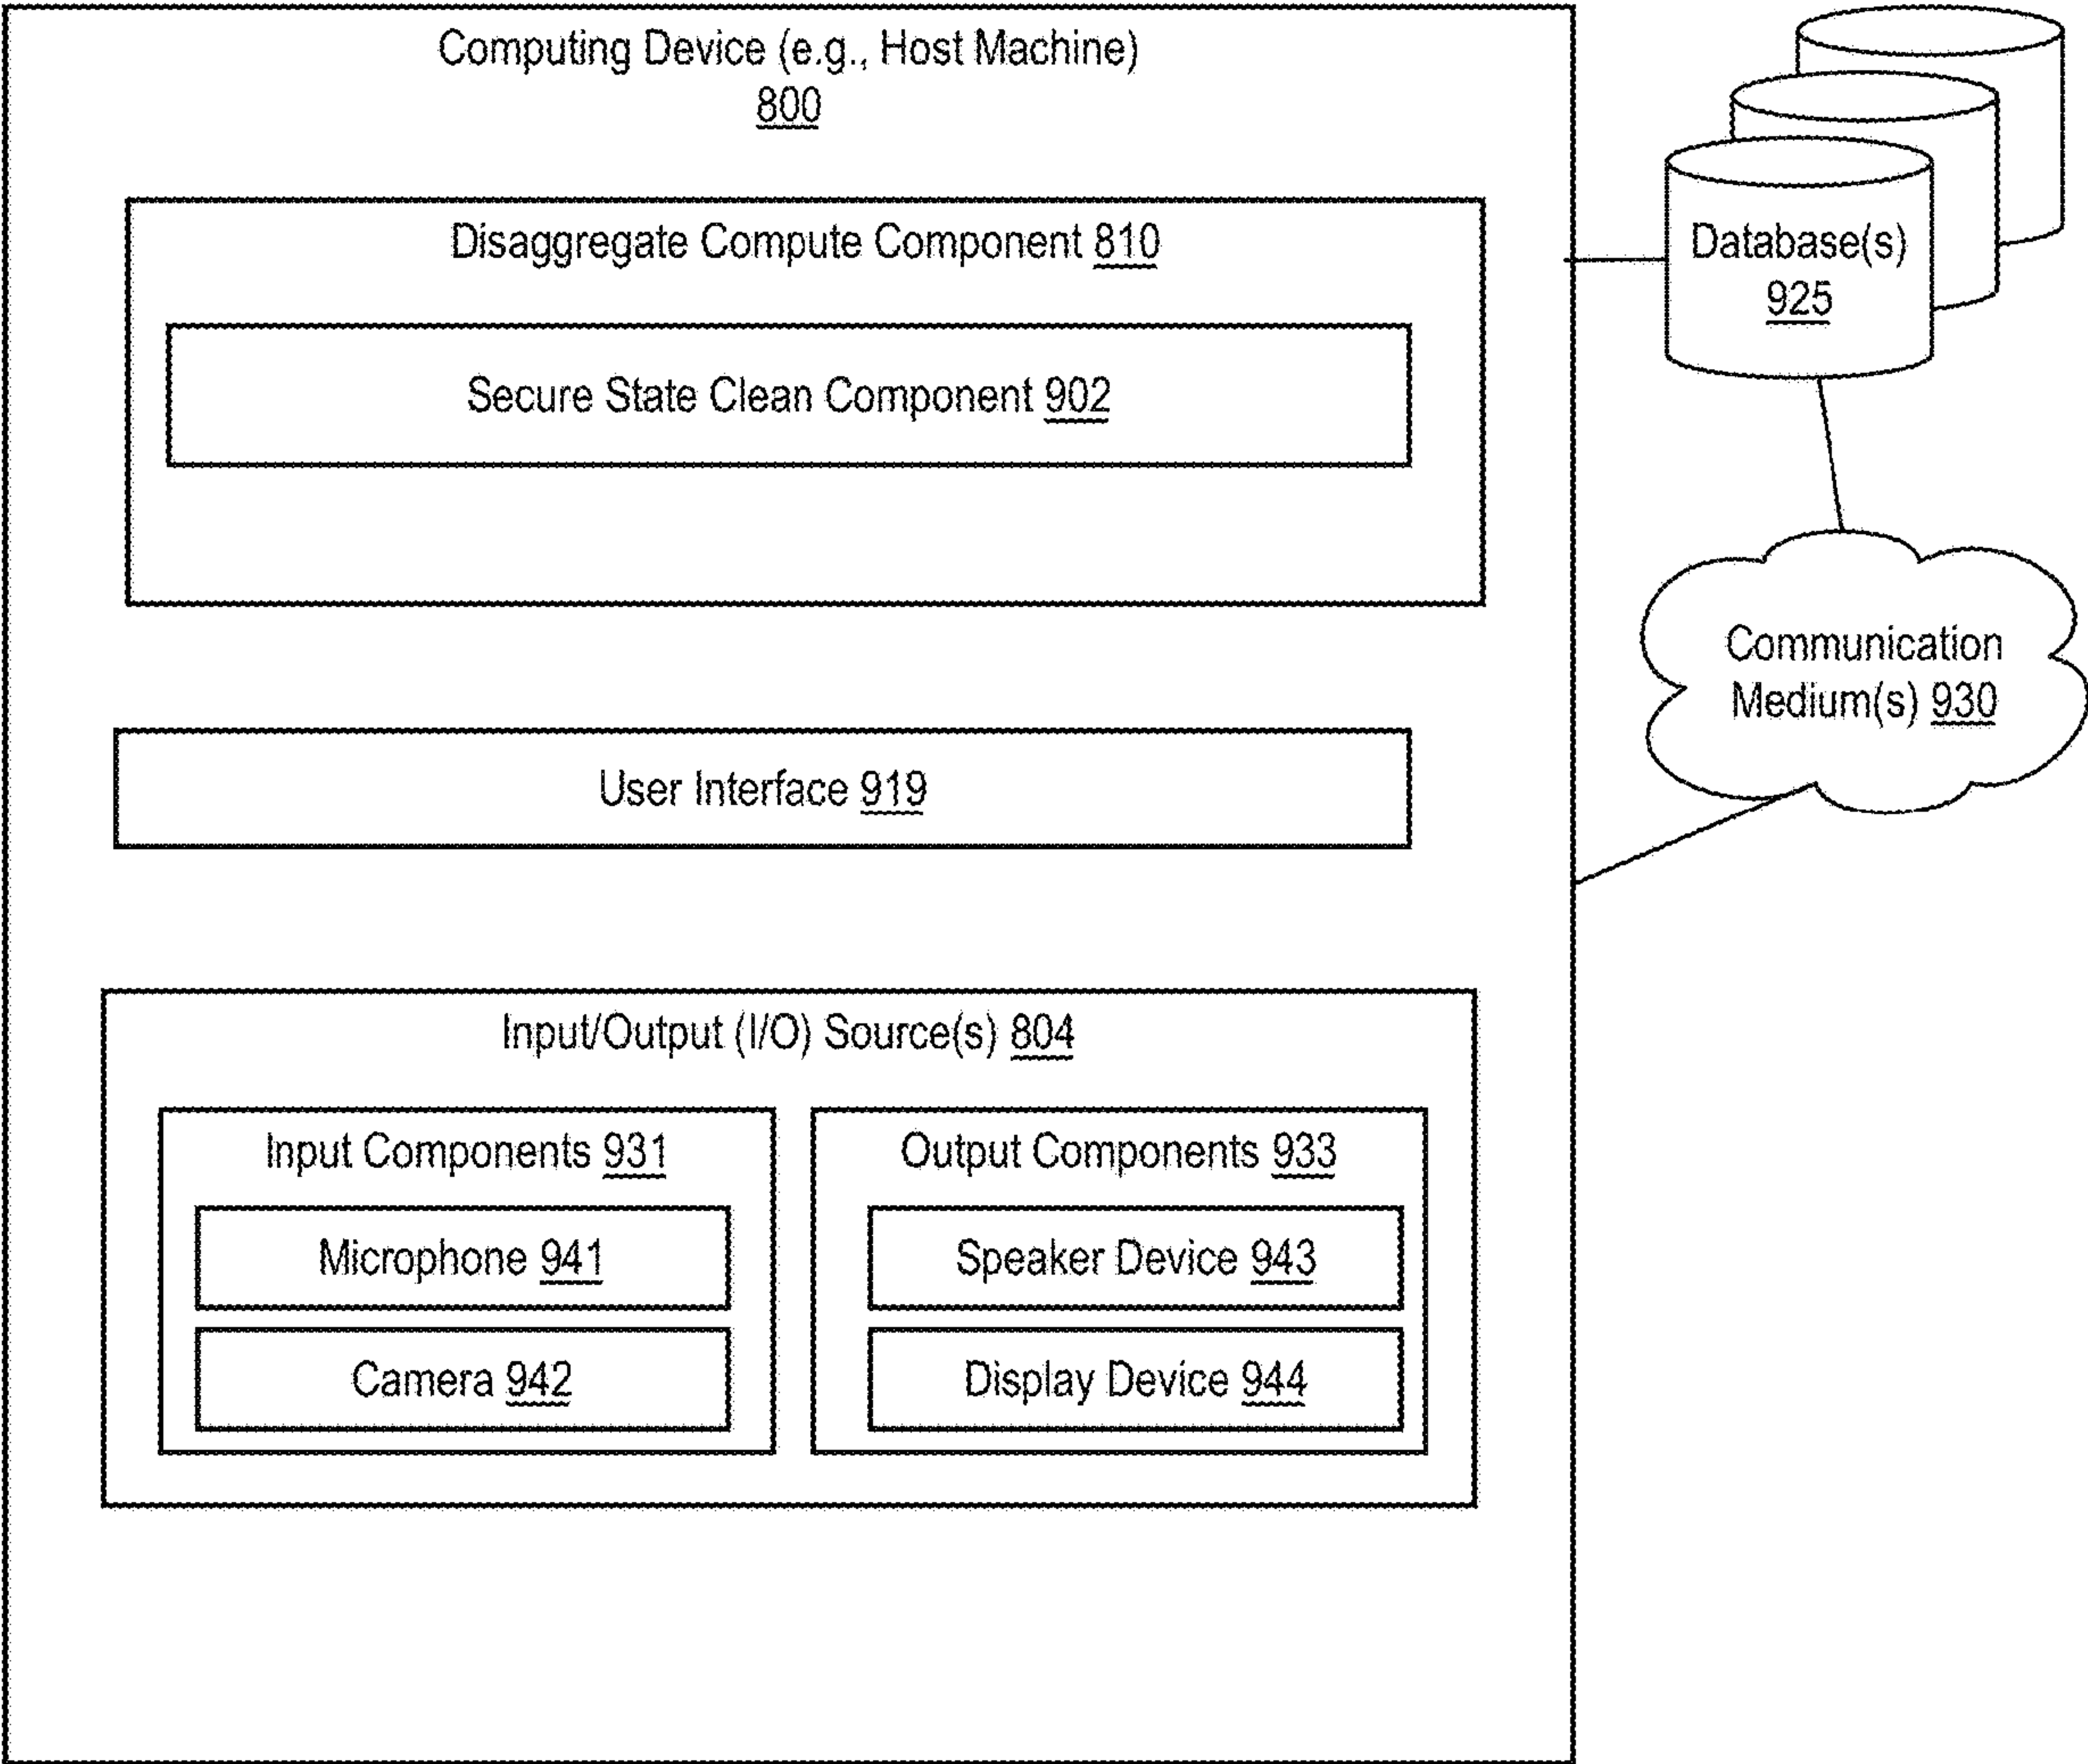 Computing Device (e.g., Host Machine)
800
Disaggregate Compute Component 810
Secure State Clean Component 902
User Interface 919
Input/Output (I/O) Source(s) 804
Input Components 931
Microphone 941
Camera 942
Output Components 933
Speaker Device 943
Display Device 944
Database(s)
925
Communication
Medium(s) 930